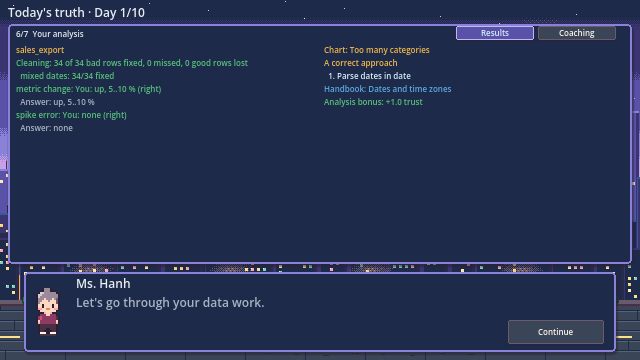 Today's truth · Day 1/10
6/7 Your analysis
Results
Coaching
sales_export
Cleaning: 34 of 34 bad rows fixed, 0 missed, 0 good rows lost
mixed dates: 34/34 fixed
metric change: You: up, 5..10 % (right)
Answer: up, 5..10 %
spike error: You: none (right)
Answer: none
Chart: Too many categories
A correct approach
1. Parse dates in date
Handbook: Dates and time zones
Analysis bonus: +1.0 trust
Ms. Hanh
Let's go through your data work.
Continue